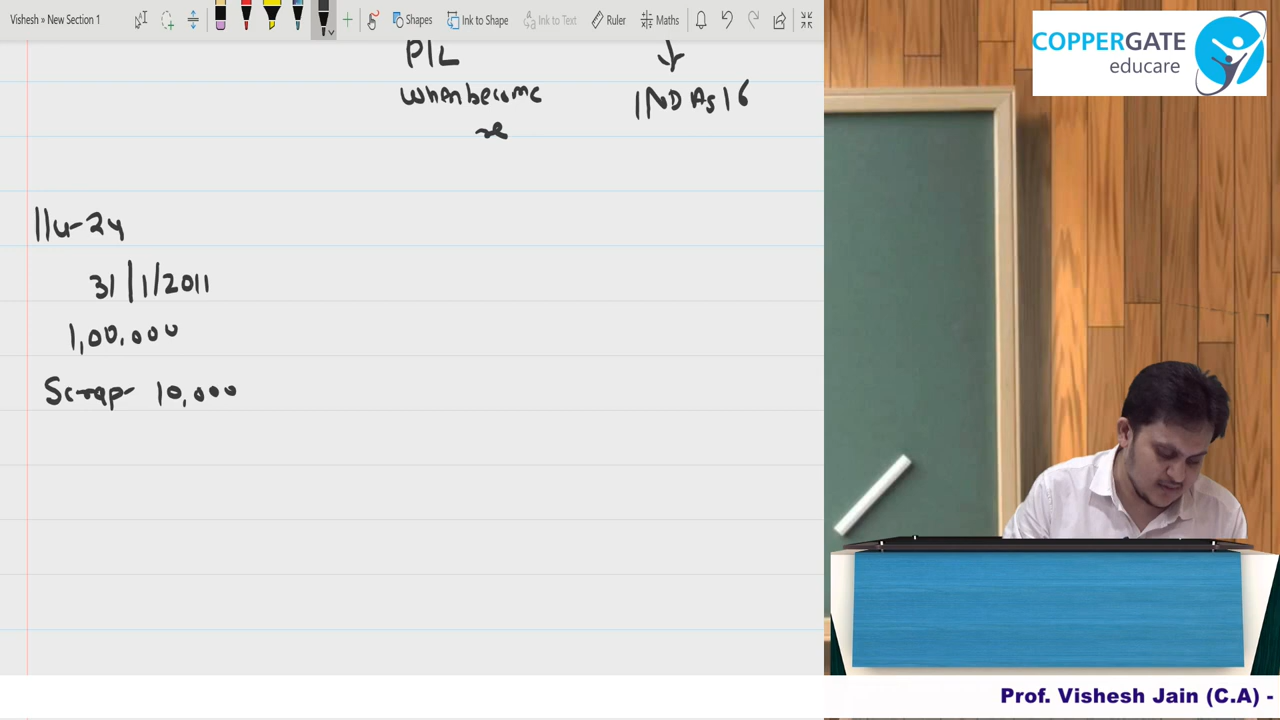 Vishesh » New Section 1
Shapes
Ink to Shape
Ink to Text
Ruler
Maths
COPPERGATE
educare
P/L
When become
IND As 16
Ill-24
31/1/2011
1,00,000
Scrap- 10,000
Prof. Vishesh Jain (C.A) -